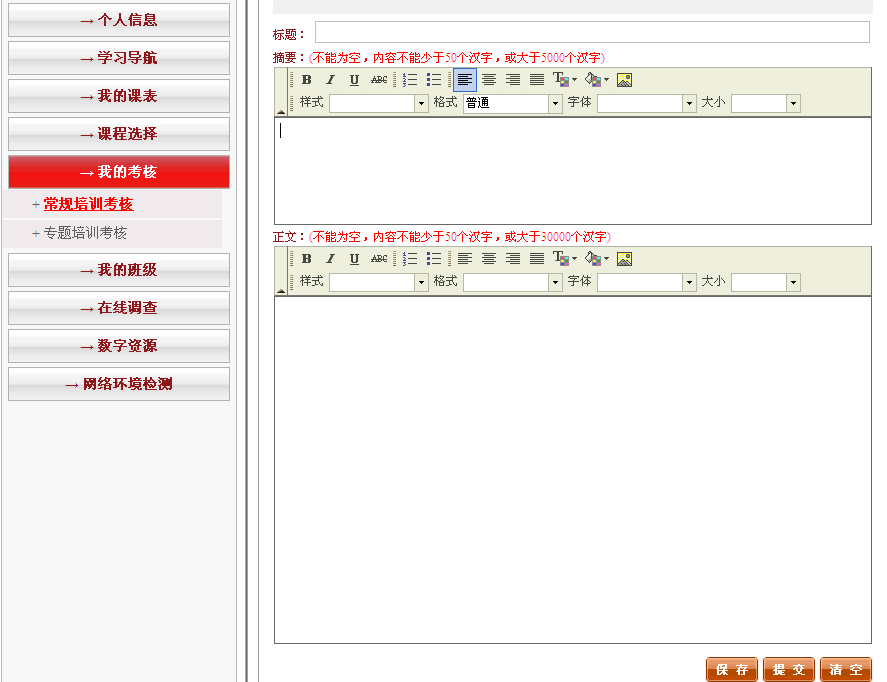 → 个人信息
→ 学习导航
→ 我的课表
→ 课程选择
→ 我的考核
+ 常规培训考核
+ 专题培训考核
→ 我的班级
→ 在线调查
→ 数字资源
→ 网络环境检测
标题：
摘要：(不能为空，内容不能少于50个汉字，或大于5000个汉字)
B I U ABC
样式 格式 普通 字体 大小
正文：(不能为空，内容不能少于50个汉字，或大于30000个汉字)
B I U ABC
样式 格式 字体 大小
保 存 提 交 清 空